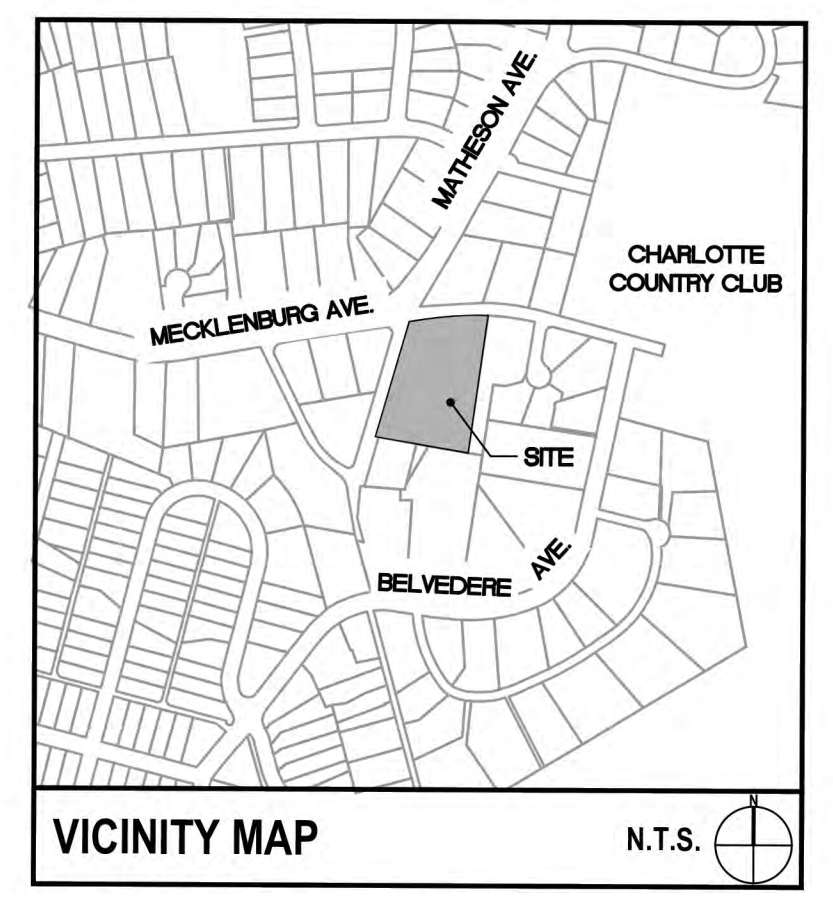 MATHESON AVE.
CHARLOTTE
COUNTRY CLUB
MECKLENBURG AVE.
SITE
BELVEDERE AVE.
VICINITY MAP
N.T.S.
N